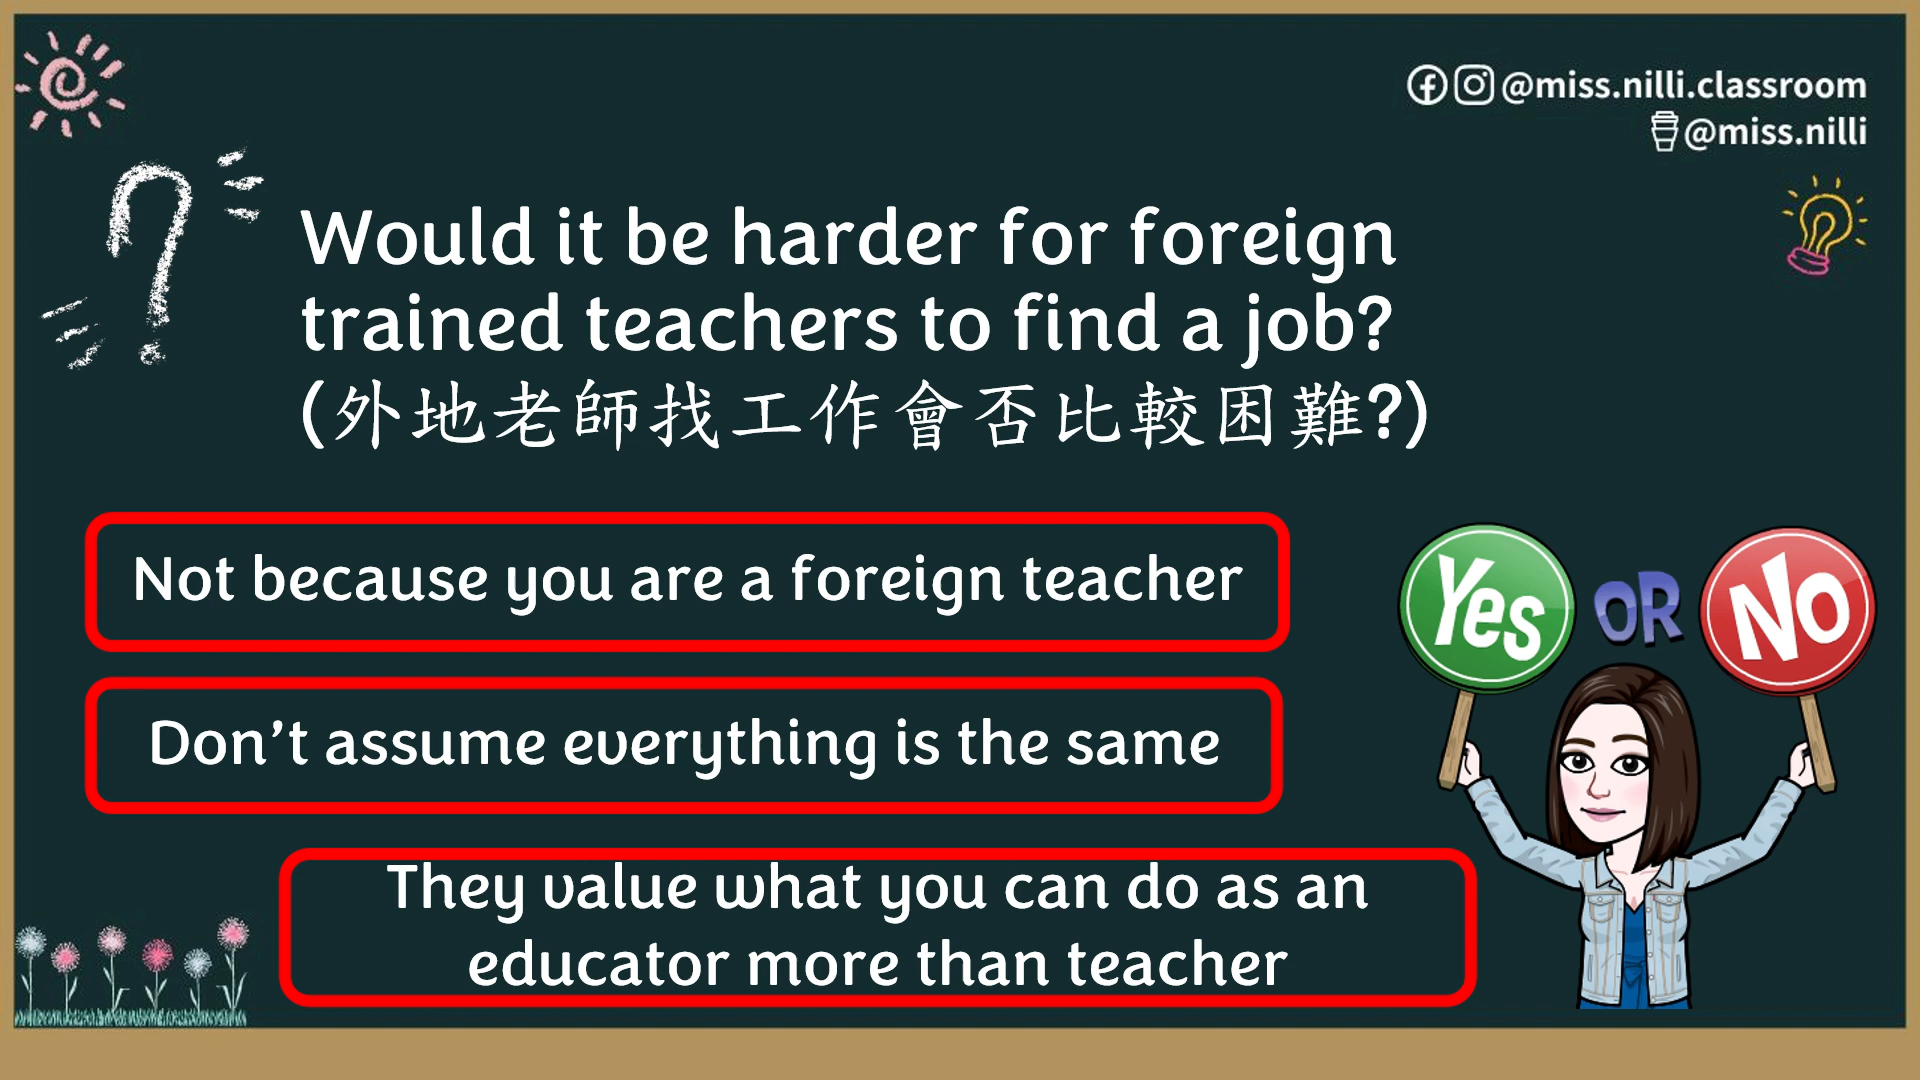 @miss.nilli.classroom
@miss.nilli
Would it be harder for foreign
trained teachers to find a job?
(外地老師找工作會否比較困難?)
Not because you are a foreign teacher
Don't assume everything is the same
They value what you can do as an
educator more than teacher
Yes OR No